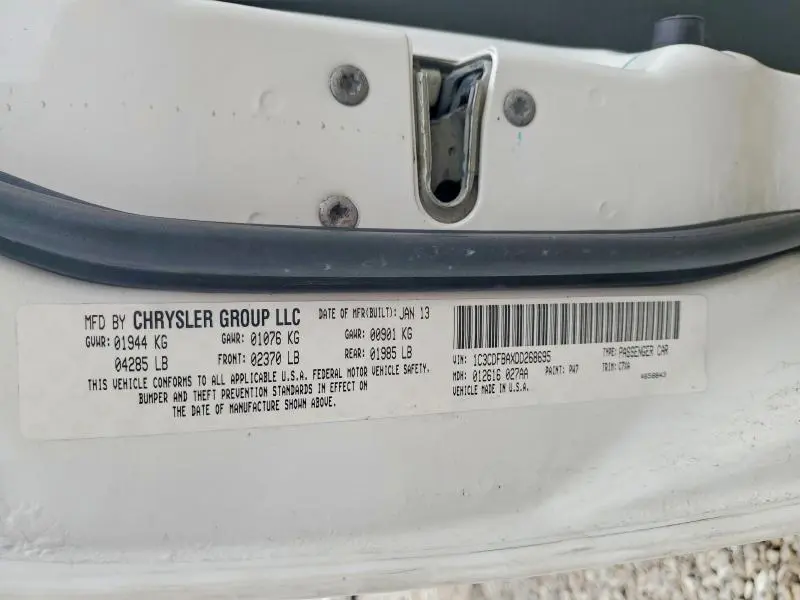 MFD BY CHRYSLER GROUP LLC DATE OF MFR(BUILT): JAN 13
GVWR: 01944 KG GAWR: 01076 KG GAWR: 00901 KG
04285 LB FRONT: 02370 LB REAR: 01985 LB
THIS VEHICLE CONFORMS TO ALL APPLICABLE U.S.A. FEDERAL MOTOR VEHICLE SAFETY,
BUMPER AND THEFT PREVENTION STANDARDS IN EFFECT ON
THE DATE OF MANUFACTURE SHOWN ABOVE.
VIN: 1C3CDFBAXDD268695 TYPE: PASSENGER CAR
MDH: 012616 027AA PAINT: PW7 TRIM: C7XA
VEHICLE MADE IN U.S.A. 4658843